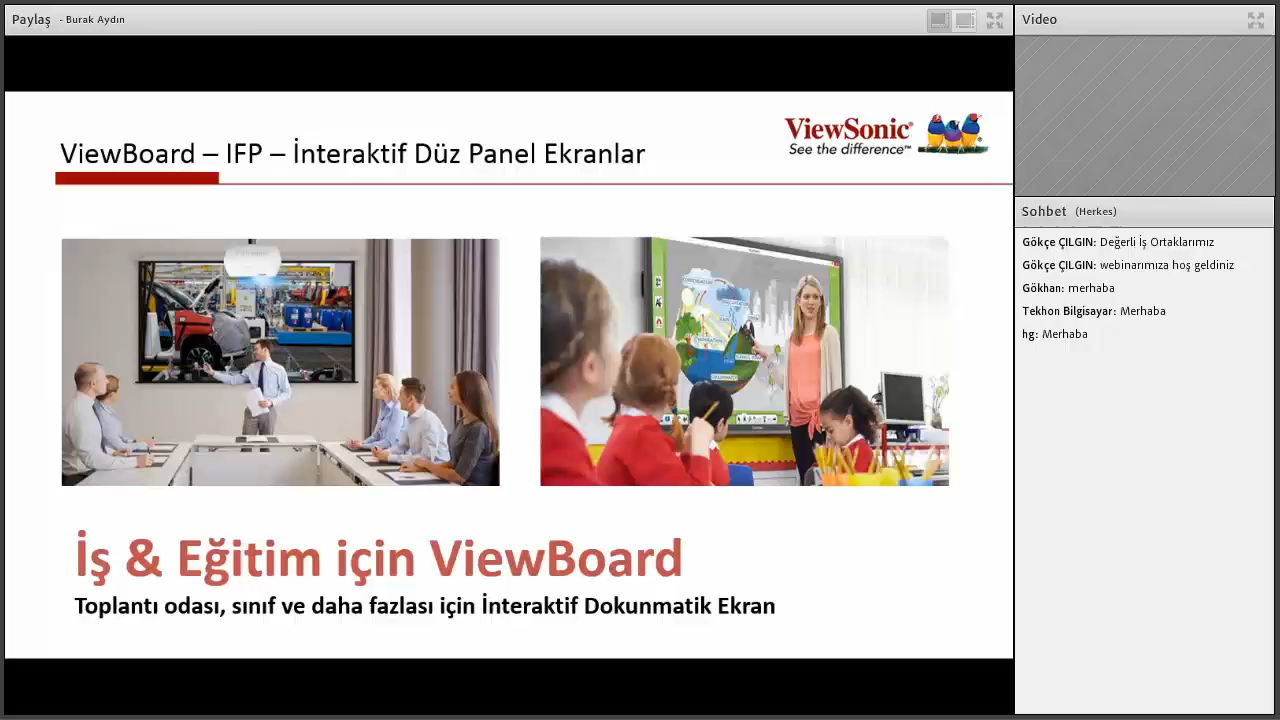 Paylaş - Burak Aydın
ViewBoard – IFP – İnteraktif Düz Panel Ekranlar
ViewSonic®
See the difference™
İş & Eğitim için ViewBoard
Toplantı odası, sınıf ve daha fazlası için İnteraktif Dokunmatik Ekran
Video
Sohbet (Herkes)
Gökçe ÇILGIN: Değerli İş Ortaklarımız
Gökçe ÇILGIN: webinarımıza hoş geldiniz
Gökhan: merhaba
Tekhon Bilgisayar: Merhaba
hg: Merhaba